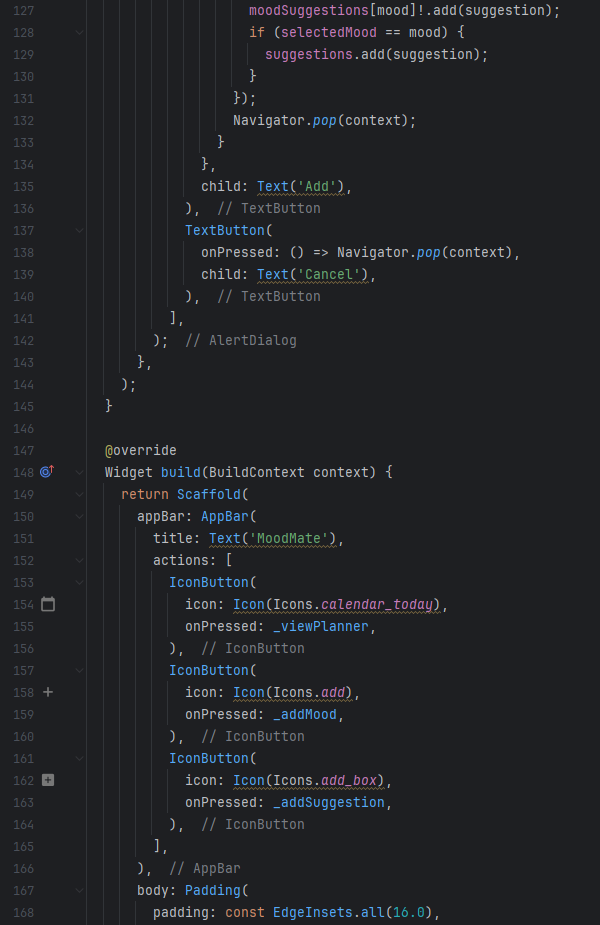 127 moodSuggestions[mood]!.add(suggestion);
128 if (selectedMood == mood) {
129 suggestions.add(suggestion);
130 }
131 });
132 Navigator.pop(context);
133 }
134 },
135 child: Text('Add'),
136 ), // TextButton
137 TextButton(
138 onPressed: () => Navigator.pop(context),
139 child: Text('Cancel'),
140 ), // TextButton
141 ],
142 ); // AlertDialog
143 },
144 );
145 }
146
147 @override
148 Widget build(BuildContext context) {
149 return Scaffold(
150 appBar: AppBar(
151 title: Text('MoodMate'),
152 actions: [
153 IconButton(
154 icon: Icon(Icons.calendar_today),
155 onPressed: _viewPlanner,
156 ), // IconButton
157 IconButton(
158 icon: Icon(Icons.add),
159 onPressed: _addMood,
160 ), // IconButton
161 IconButton(
162 icon: Icon(Icons.add_box),
163 onPressed: _addSuggestion,
164 ), // IconButton
165 ],
166 ), // AppBar
167 body: Padding(
168 padding: const EdgeInsets.all(16.0),